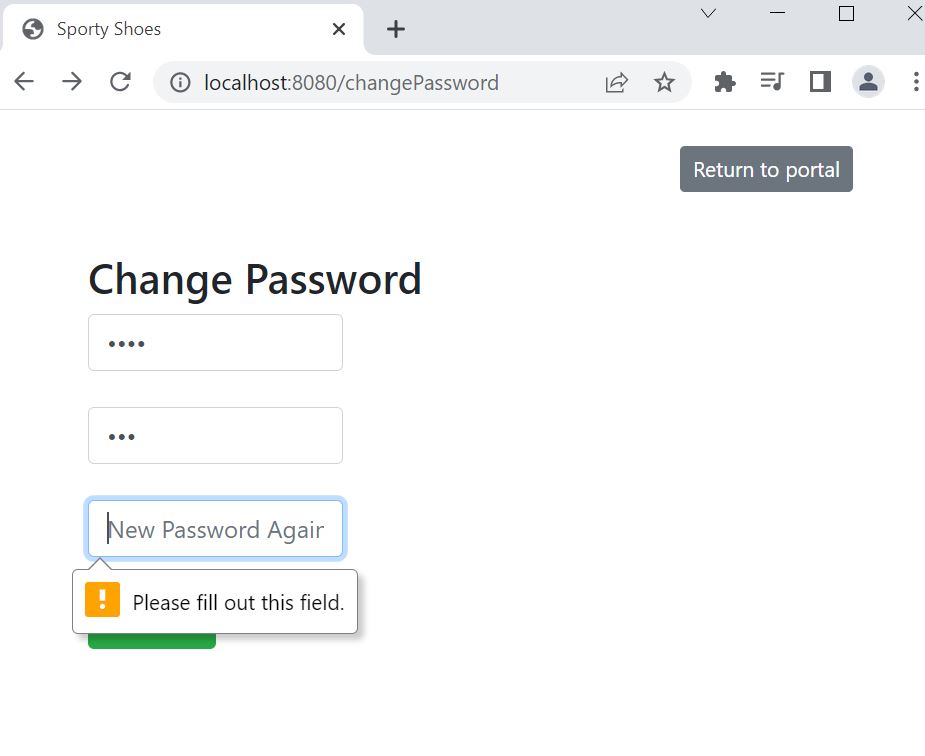 Sporty Shoes
localhost:8080/changePassword
Return to portal
Change Password
••••
•••
New Password Agair
Please fill out this field.